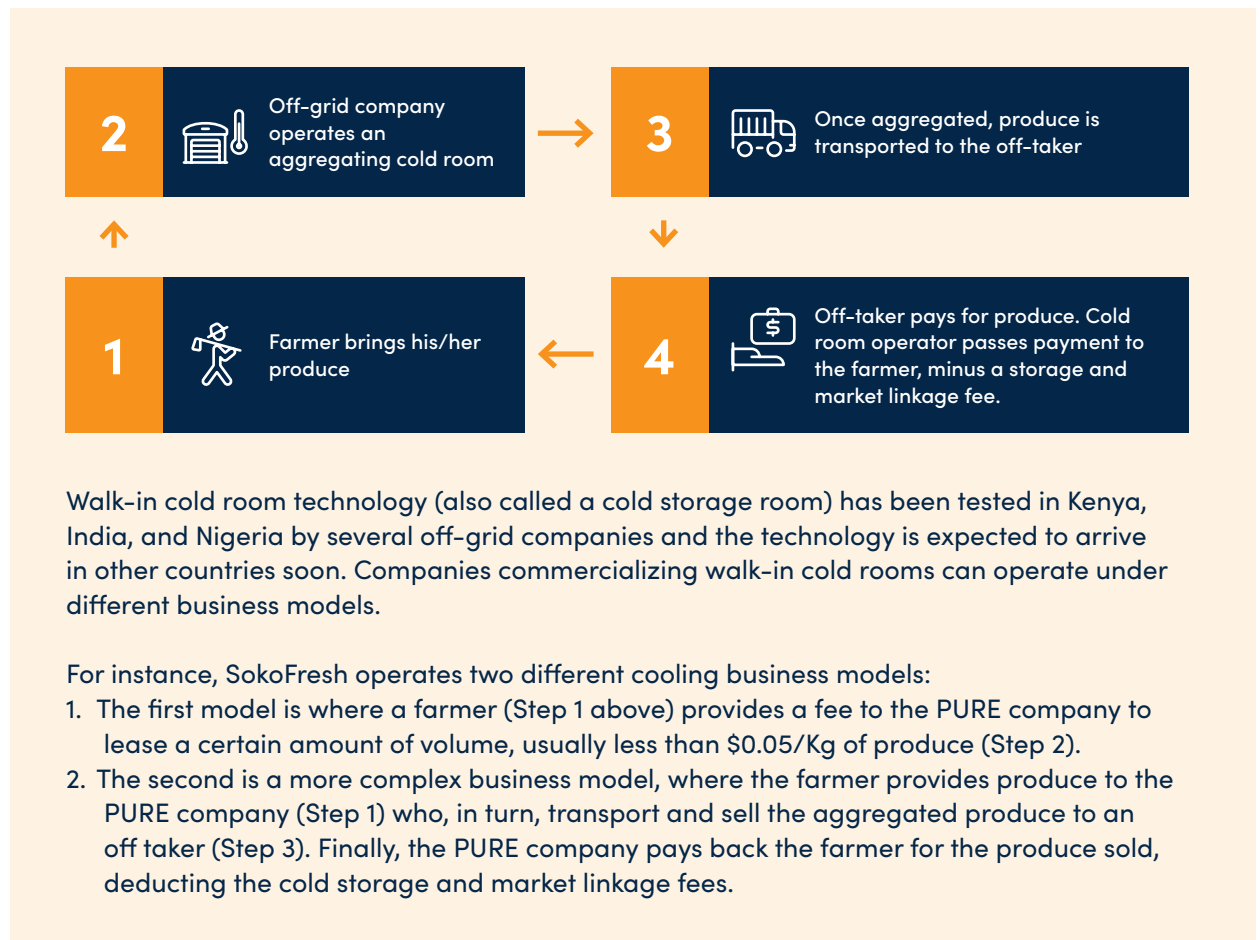 2
Off-grid company
operates an
aggregating cold room
3
Once aggregated, produce is
transported to the off-taker
1
Farmer brings his/her
produce
4
$
Off-taker pays for produce. Cold
room operator passes payment to
the farmer, minus a storage and
market linkage fee.
Walk-in cold room technology (also called a cold storage room) has been tested in Kenya,
India, and Nigeria by several off-grid companies and the technology is expected to arrive
in other countries soon. Companies commercializing walk-in cold rooms can operate under
different business models.
For instance, SokoFresh operates two different cooling business models:
1. The first model is where a farmer (Step 1 above) provides a fee to the PURE company to
lease a certain amount of volume, usually less than $0.05/Kg of produce (Step 2).
2. The second is a more complex business model, where the farmer provides produce to the
PURE company (Step 1) who, in turn, transport and sell the aggregated produce to an
off taker (Step 3). Finally, the PURE company pays back the farmer for the produce sold,
deducting the cold storage and market linkage fees.